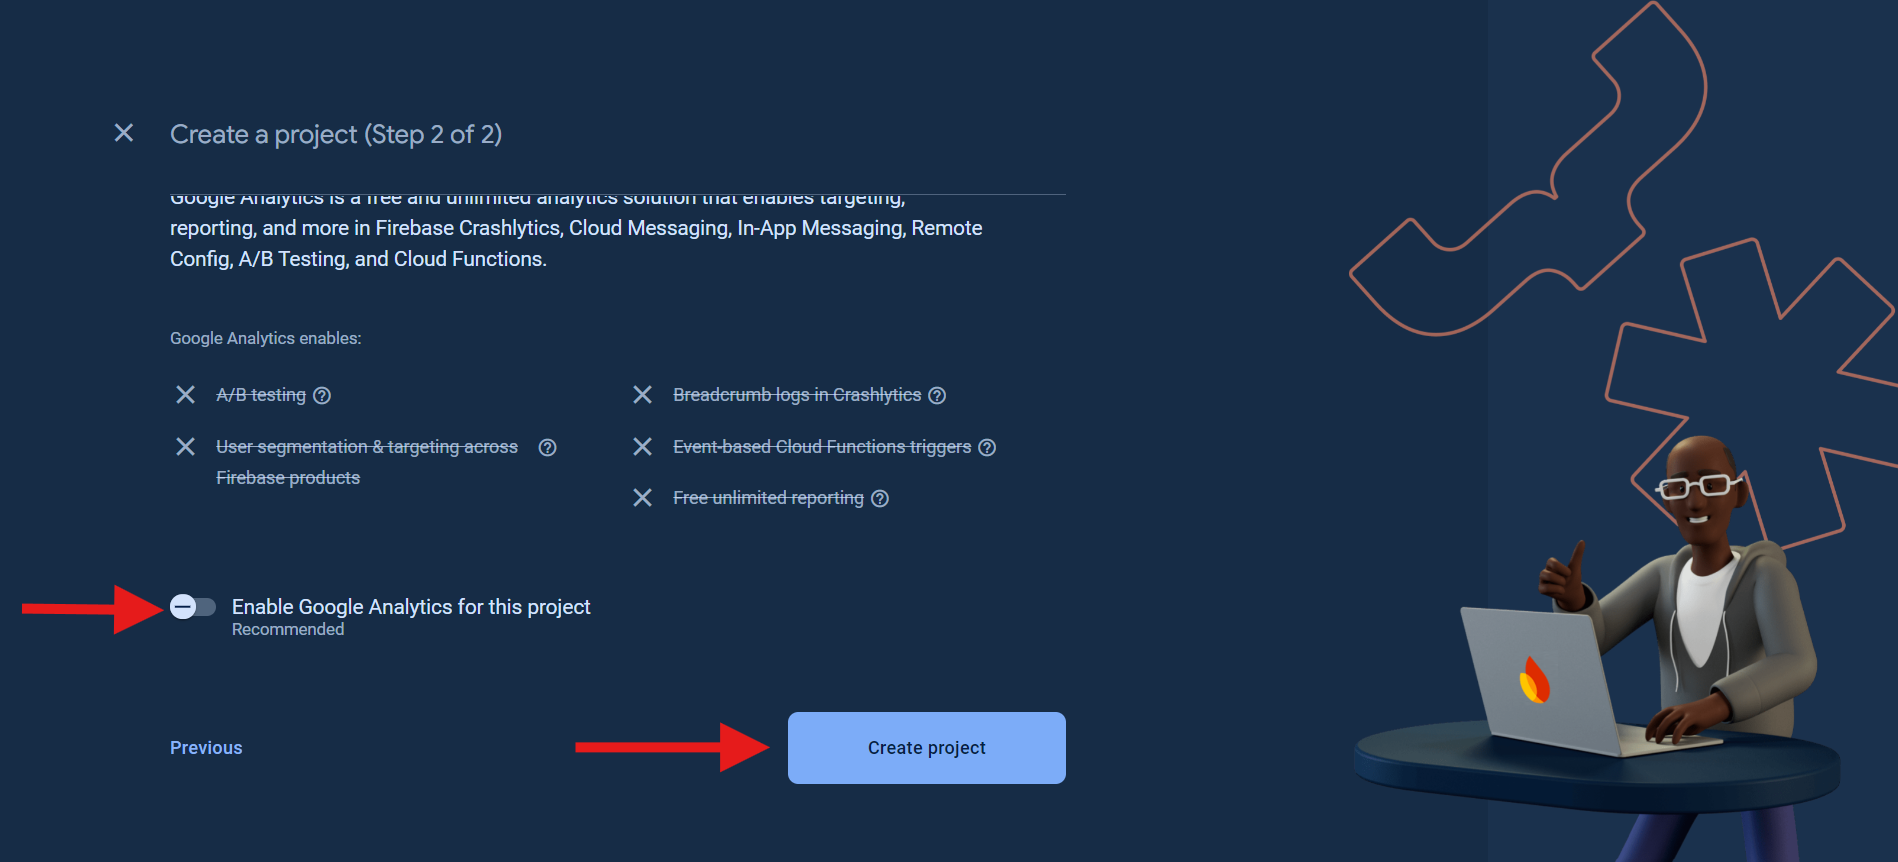 Create a project (Step 2 of 2)
Google Analytics is a free and unlimited analytics solution that enables targeting,
reporting, and more in Firebase Crashlytics, Cloud Messaging, In-App Messaging, Remote
Config, A/B Testing, and Cloud Functions.
Google Analytics enables:
A/B testing
User segmentation & targeting across
Firebase products
Breadcrumb logs in Crashlytics
Event-based Cloud Functions triggers
Free unlimited reporting
Enable Google Analytics for this project
Recommended
Previous
Create project